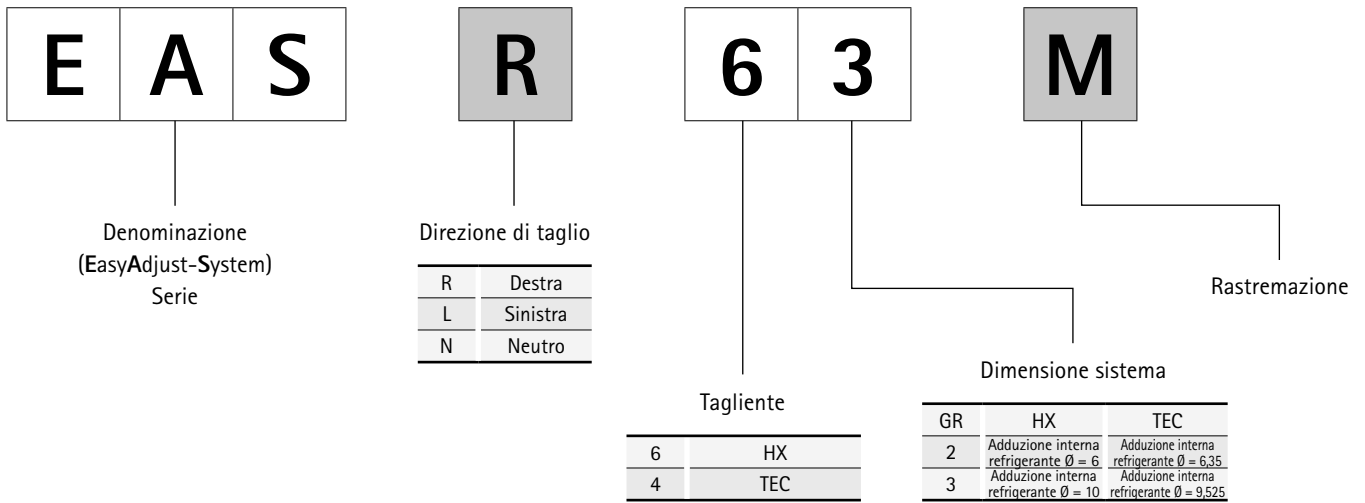 E A S R 6 3 M
Denominazione
(EasyAdjust-System)
Serie
Direzione di taglio
R Destra
L Sinistra
N Neutro
Rastremazione
Dimensione sistema
GR HX TEC
2 Adduzione interna refrigerante Ø = 6 Adduzione interna refrigerante Ø = 6,35
3 Adduzione interna refrigerante Ø = 10 Adduzione interna refrigerante Ø = 9,525
Tagliente
6 HX
4 TEC